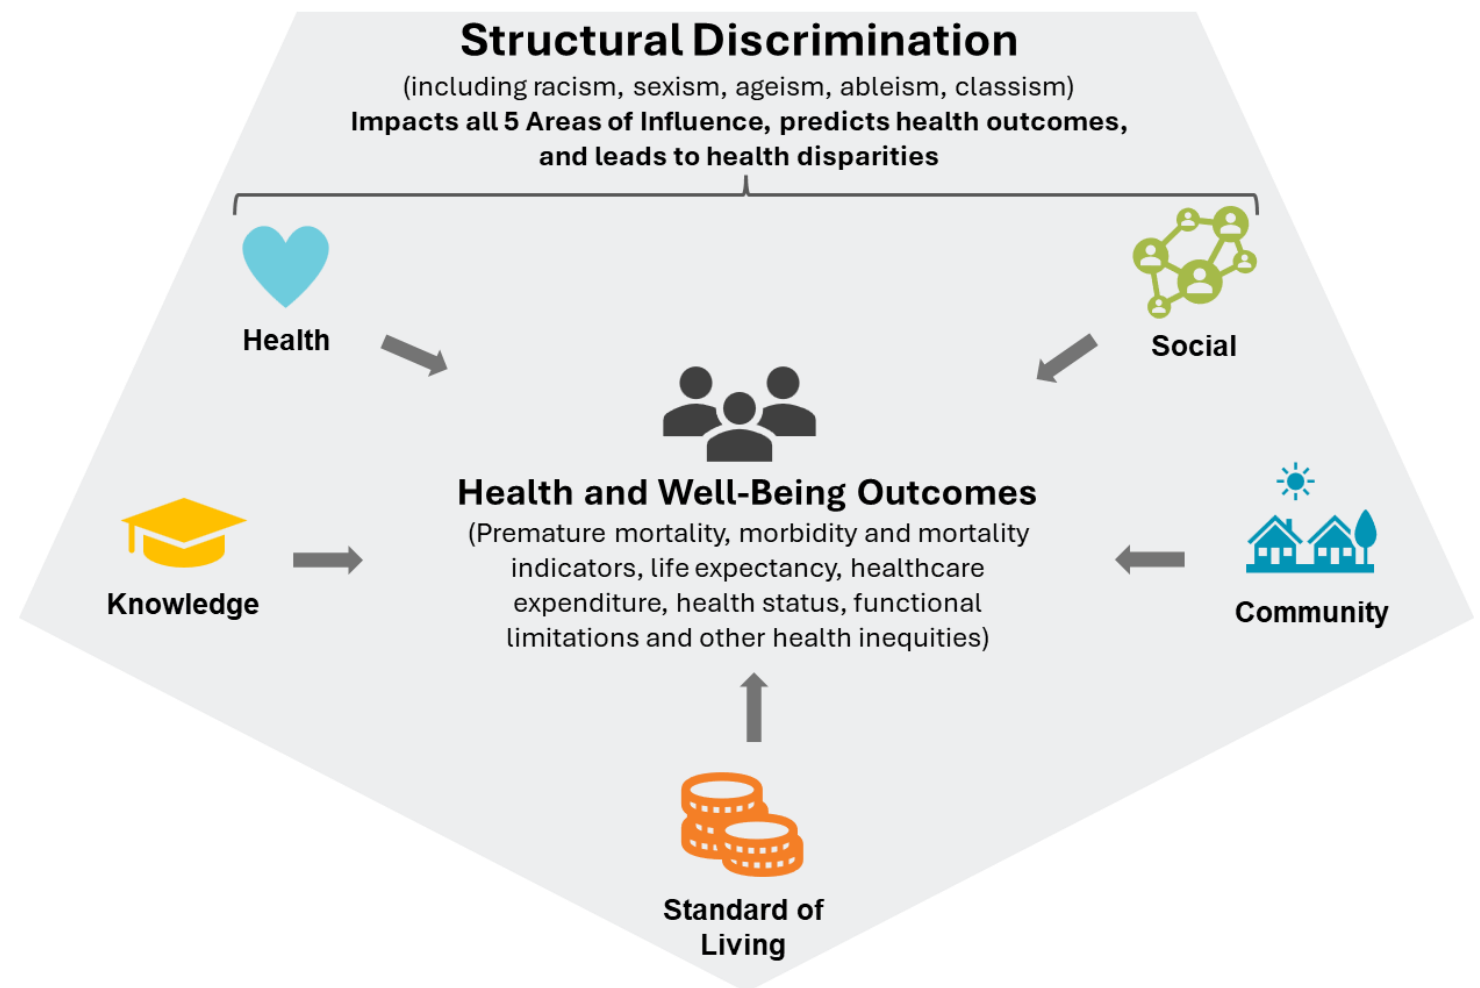 Structural Discrimination
(including racism, sexism, ageism, ableism, classism)
Impacts all 5 Areas of Influence, predicts health outcomes,
and leads to health disparities
Health
Social
Health and Well-Being Outcomes
(Premature mortality, morbidity and mortality
indicators, life expectancy, healthcare
expenditure, health status, functional
limitations and other health inequities)
Knowledge
Community
Standard of
Living